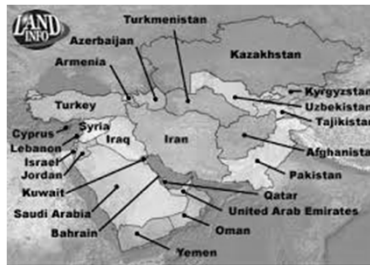 LAND
INFO
Turkmenistan
Azerbaijan
Armenia
Kazakhstan
Kyrgyzstan
Uzbekistan
Tajikistan
Turkey
Cyprus
Syria
Lebanon
Iraq
Iran
Israel
Afghanista
Jordan
Pakistan
Kuwait
Qatar
Saudi Arabia
United Arab Emirates
Bahrain
Oman
Yemen